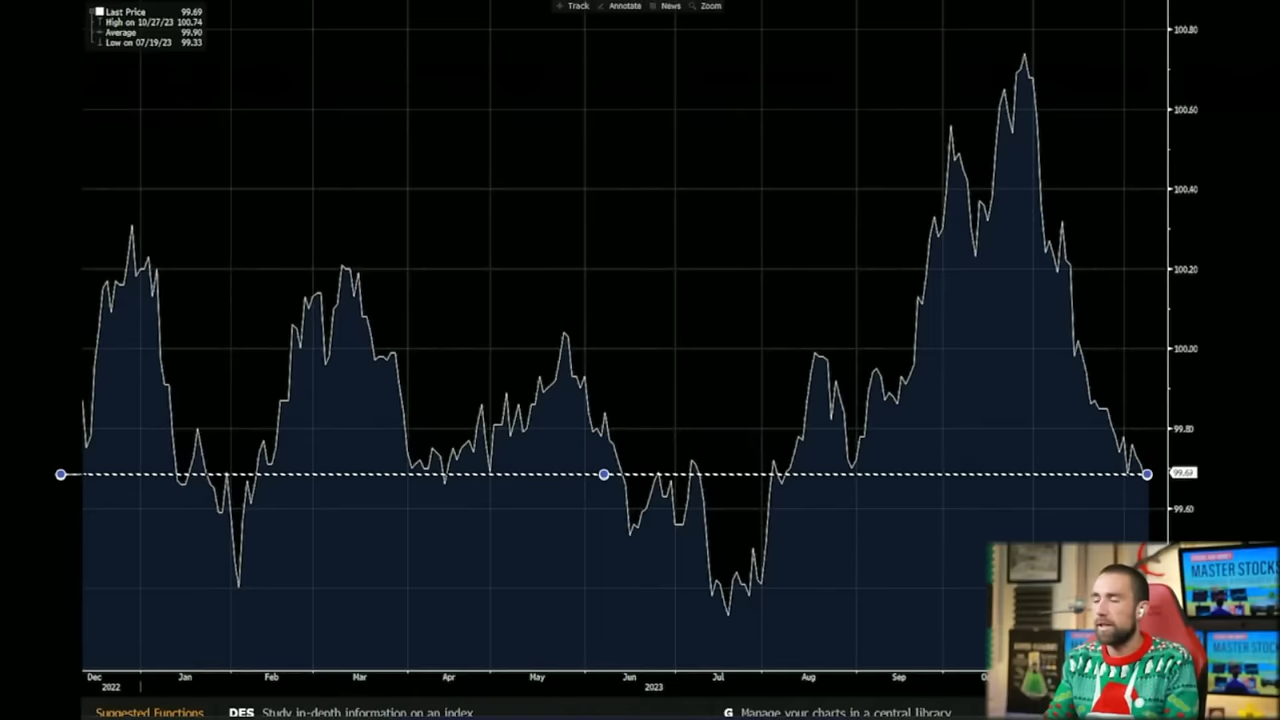 Track Annotate News Zoom
Last Price 99.69
High on 10/27/23 100.74
Average 99.90
Low on 07/19/23 99.33
100.80
100.60
100.40
100.20
100.00
99.80
99.69
99.60
MASTER STOCKS
MASTER STOCK
Dec Jan Feb Mar Apr May Jun Jul Aug Sep
2022 2023
Suggested Functions DES Study in-depth information on an index G Manage your charts in a central library